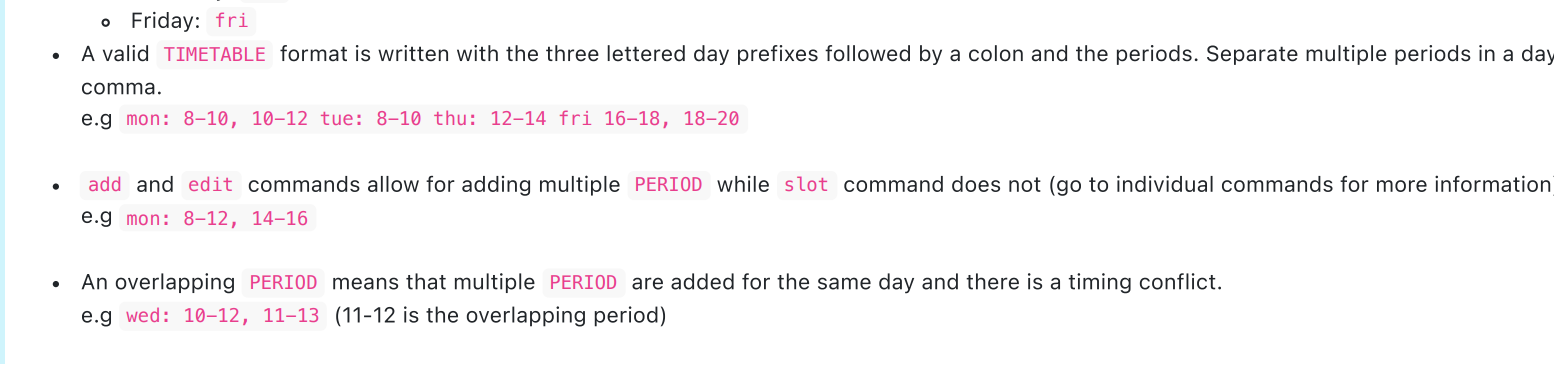 Friday: fri
A valid TIMETABLE format is written with the three lettered day prefixes followed by a colon and the periods. Separate multiple periods in a day
comma.
e.g mon: 8-10, 10-12 tue: 8-10 thu: 12-14 fri 16-18, 18-20
add and edit commands allow for adding multiple PERIOD while slot command does not (go to individual commands for more information)
e.g mon: 8-12, 14-16
An overlapping PERIOD means that multiple PERIOD are added for the same day and there is a timing conflict.
e.g wed: 10-12, 11-13 (11-12 is the overlapping period)